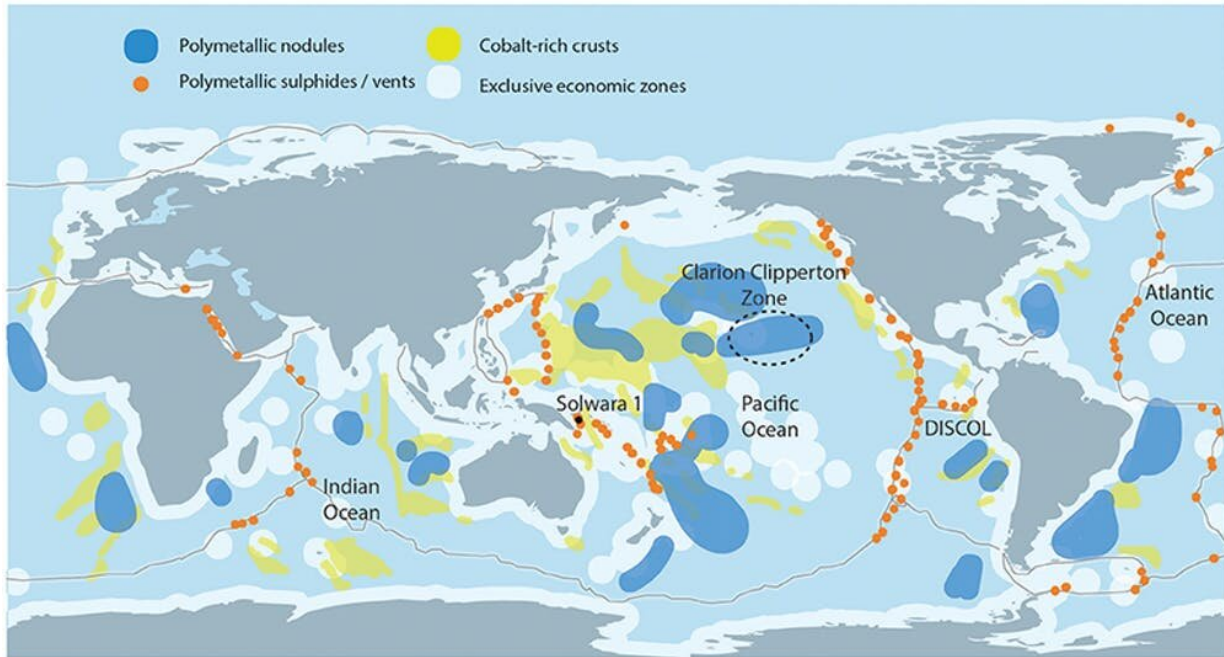 Polymetallic nodules
Cobalt-rich crusts
Polymetallic sulphides / vents
Exclusive economic zones
Clarion Clipperton
Zone
Atlantic
Ocean
Solwara 1
Pacific
Ocean
DISCOL
Indian
Ocean